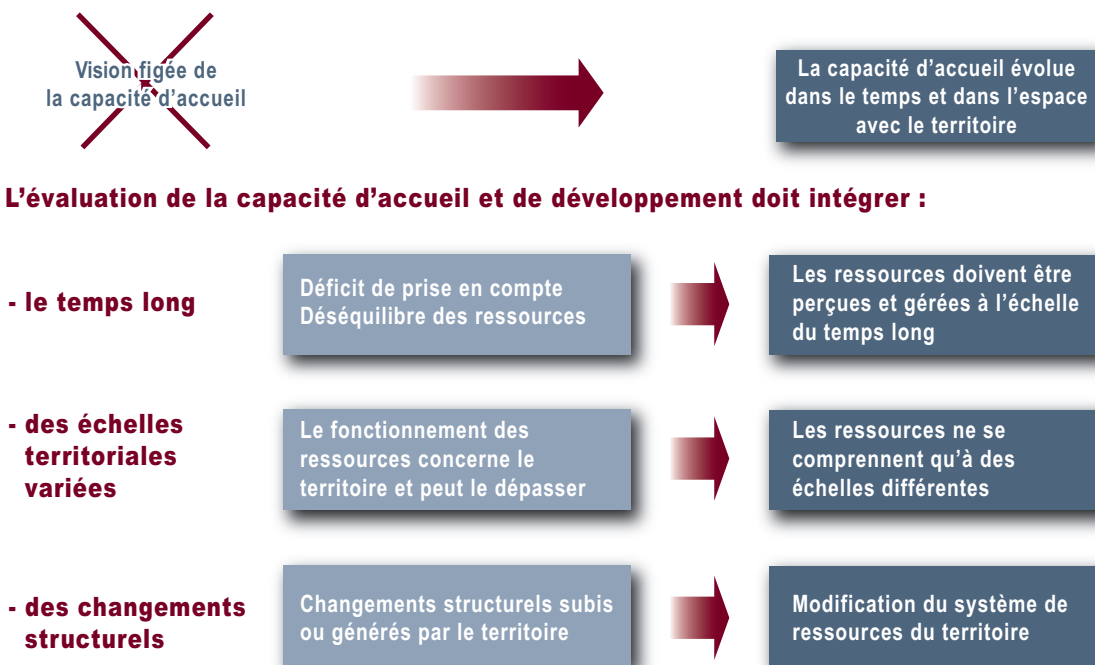 Vision figée de
la capacité d'accueil
La capacité d'accueil évolue
dans le temps et dans l'espace
avec le territoire
L'évaluation de la capacité d'accueil et de développement doit intégrer :
- le temps long
Déficit de prise en compte
Déséquilibre des ressources
Les ressources doivent être
perçues et gérées à l'échelle
du temps long
- des échelles
territoriales
variées
Le fonctionnement des
ressources concerne le
territoire et peut le dépasser
Les ressources ne se
comprennent qu'à des
échelles différentes
- des changements
structurels
Changements structurels subis
ou générés par le territoire
Modification du système de
ressources du territoire